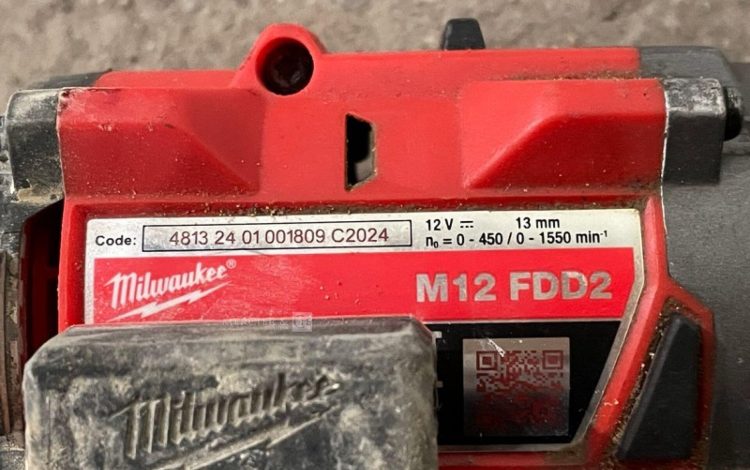 Code: 4813 24 01 001809 C2024
12 V ⎓ 13 mm
n₀ = 0 - 450 / 0 - 1550 min⁻¹
Milwaukee®
M12 FDD2
Milwaukee